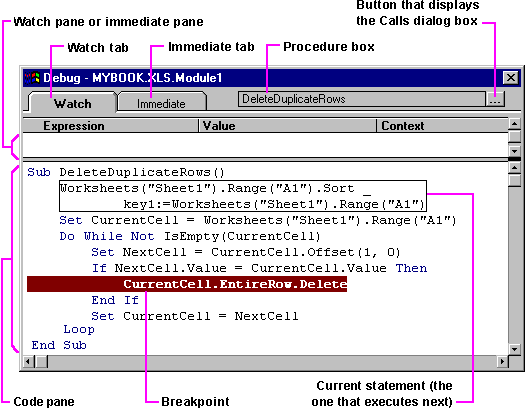 Watch pane or immediate pane
Button that displays
the Calls dialog box
Watch tab
Immediate tab
Procedure box
Debug - MYBOOK.XLS.Module1
Watch
Immediate
DeleteDuplicateRows
...
Expression
Value
Context
Sub DeleteDuplicateRows()
Worksheets("Sheet1").Range("A1").Sort _
key1:=Worksheets("Sheet1").Range("A1")
Set CurrentCell = Worksheets("Sheet1").Range("A1")
Do While Not IsEmpty(CurrentCell)
Set NextCell = CurrentCell.Offset(1, 0)
If NextCell.Value = CurrentCell.Value Then
CurrentCell.EntireRow.Delete
End If
Set CurrentCell = NextCell
Loop
End Sub
Code pane
Breakpoint
Current statement (the
one that executes next)